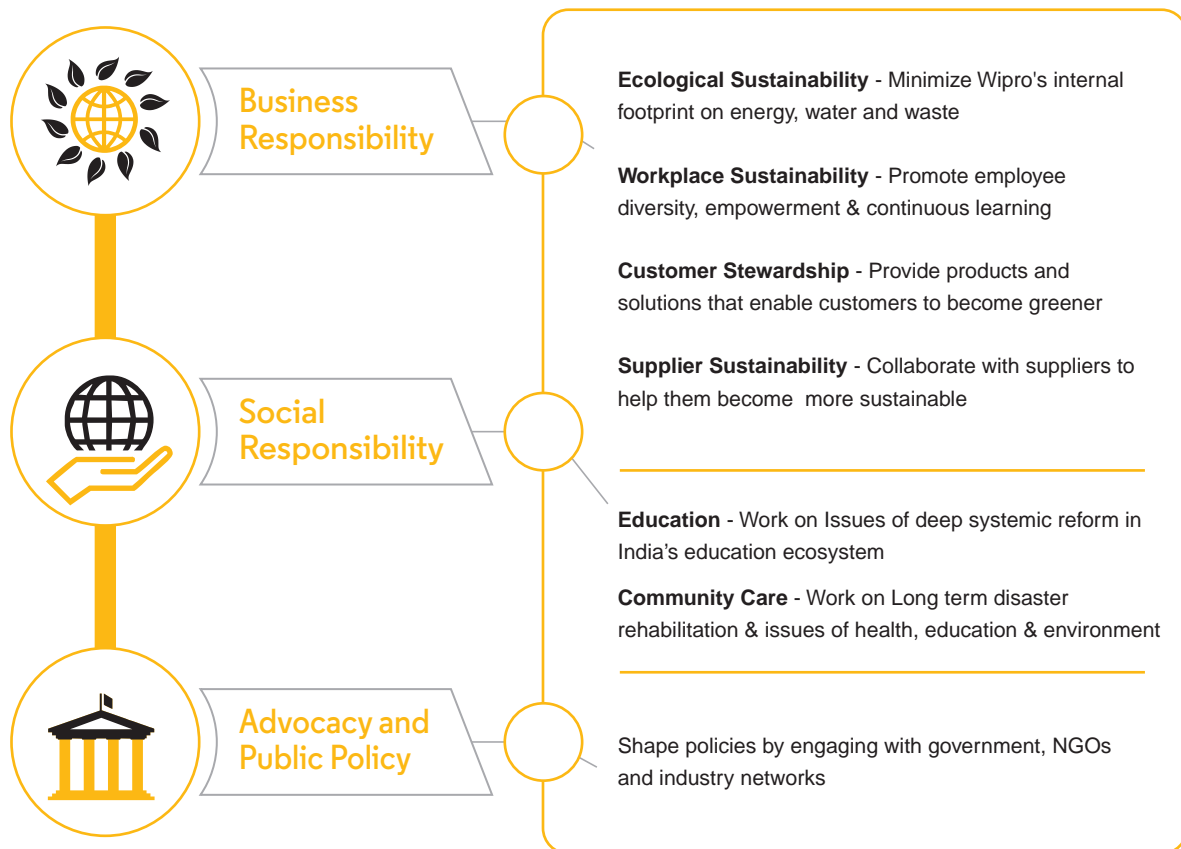 Business
Responsibility
Ecological Sustainability - Minimize Wipro's internal
footprint on energy, water and waste
Workplace Sustainability - Promote employee
diversity, empowerment & continuous learning
Customer Stewardship - Provide products and
solutions that enable customers to become greener
Supplier Sustainability - Collaborate with suppliers to
help them become  more sustainable
Social
Responsibility
Education - Work on Issues of deep systemic reform in
India’s education ecosystem
Community Care - Work on Long term disaster
rehabilitation & issues of health, education & environment
Advocacy and
Public Policy
Shape policies by engaging with government, NGOs
and industry networks